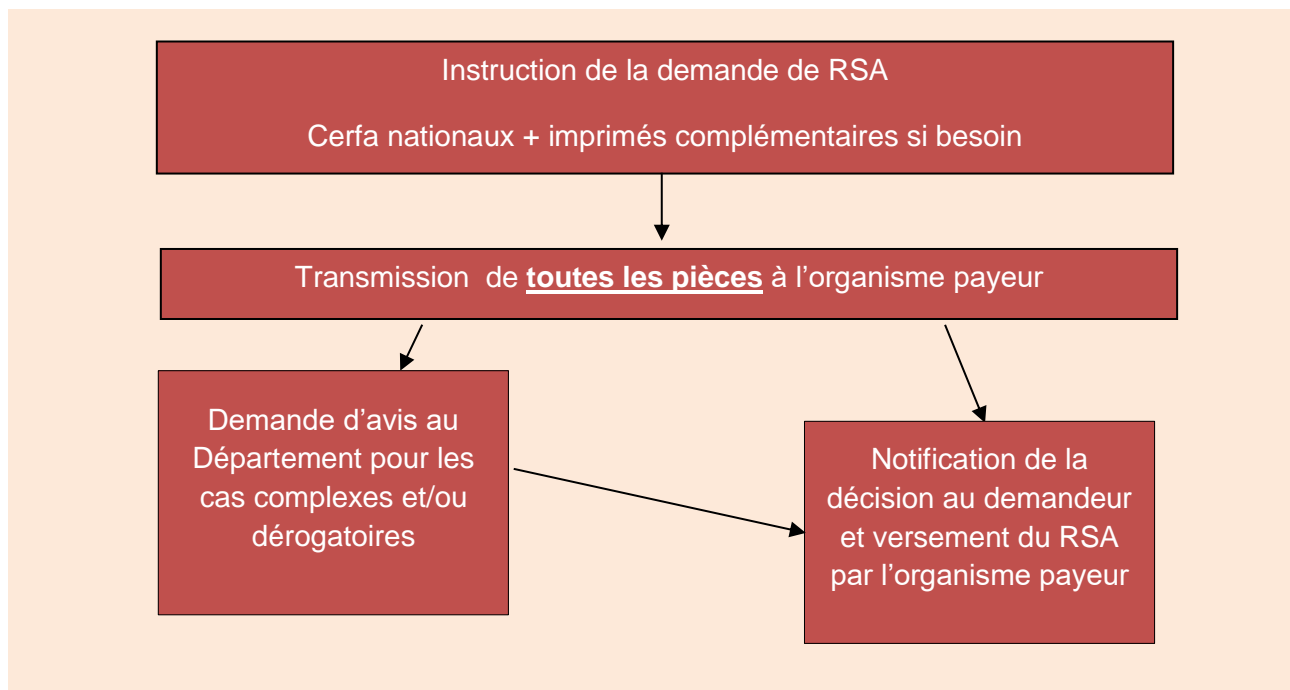 Instruction de la demande de RSA
Cerfa nationaux + imprimés complémentaires si besoin
Transmission de toutes les pièces à l’organisme payeur
Demande d’avis au
Département pour les
cas complexes et/ou
dérogatoires
Notification de la
décision au demandeur
et versement du RSA
par l’organisme payeur